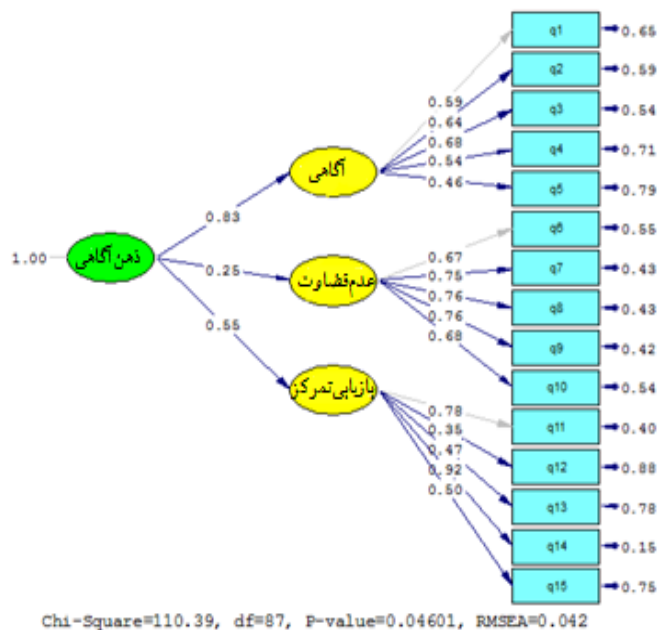 q1 0.65
q2 0.59
q3 0.54
q4 0.71
q5 0.79
q6 0.55
q7 0.43
q8 0.43
q9 0.42
q10 0.54
q11 0.40
q12 0.88
q13 0.78
q14 0.15
q15 0.75
0.59
0.64
0.68
0.54
0.46
0.67
0.75
0.76
0.76
0.68
0.78
0.35
0.47
0.92
0.50
آگاهی
عدم قضاوت
بازیابی تمرکز
0.83
0.25
0.55
1.00
ذهن آگاهی
Chi-Square=110.39, df=87, P-value=0.04601, RMSEA=0.042